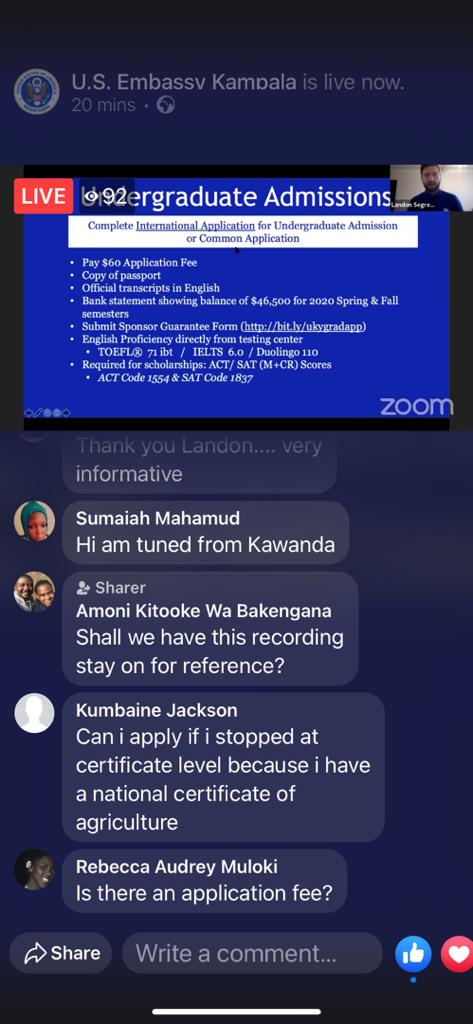 U.S. Embassy Kampala is live now.
20 mins ·
LIVE 92
Undergraduate Admissions
Landon Segre...
Complete International Application for Undergraduate Admission
or Common Application
• Pay $60 Application Fee
• Copy of passport
• Official transcripts in English
• Bank statement showing balance of $46,500 for 2020 Spring & Fall
semesters
• Submit Sponsor Guarantee Form (http://bit.ly/ukygradapp)
• English Proficiency directly from testing center
• TOEFL® 71 ibt / IELTS 6.0 / Duolingo 110
• Required for scholarships: ACT/ SAT (M+CR) Scores
• ACT Code 1554 & SAT Code 1837
zoom
Thank you Landon.... very
informative
Sumaiah Mahamud
Hi am tuned from Kawanda
Sharer
Amoni Kitooke Wa Bakengana
Shall we have this recording
stay on for reference?
Kumbaine Jackson
Can i apply if i stopped at
certificate level because i have
a national certificate of
agriculture
Rebecca Audrey Muloki
Is there an application fee?
Share
Write a comment...